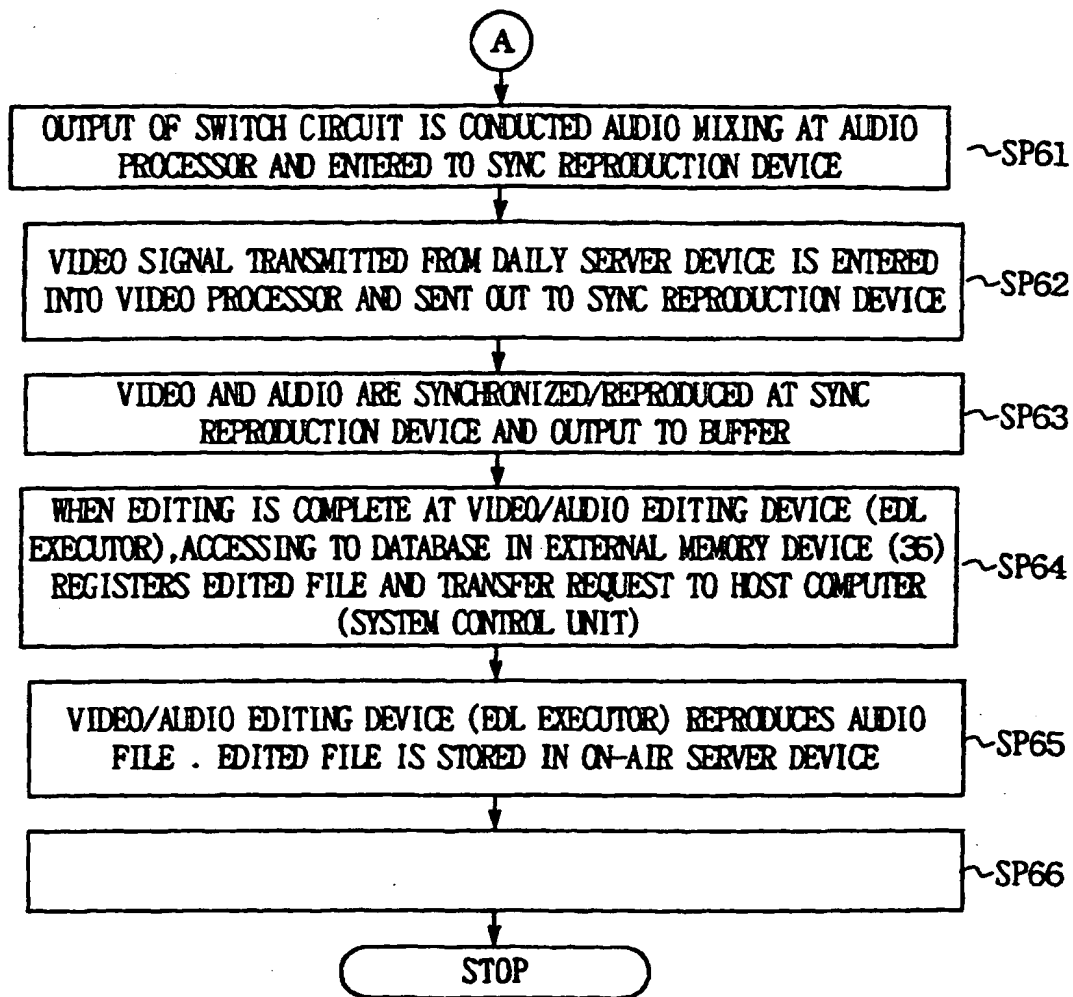 A
OUTPUT OF SWITCH CIRCUIT IS CONDUCTED AUDIO MIXING AT AUDIO
PROCESSOR AND ENTERED TO SYNC REPRODUCTION DEVICE
SP61
VIDEO SIGNAL TRANSMITTED FROM DAILY SERVER DEVICE IS ENTERED
INTO VIDEO PROCESSOR AND SENT OUT TO SYNC REPRODUCTION DEVICE
SP62
VIDEO AND AUDIO ARE SYNCHRONIZED/REPRODUCED AT SYNC
REPRODUCTION DEVICE AND OUTPUT TO BUFFER
SP63
WHEN EDITING IS COMPLETE AT VIDEO/AUDIO EDITING DEVICE (EDL
EXECUTOR),ACCESSING TO DATABASE IN EXTERNAL MEMORY DEVICE (35)
REGISTERS EDITED FILE AND TRANSFER REQUEST TO HOST COMPUTER
(SYSTEM CONTROL UNIT)
SP64
VIDEO/AUDIO EDITING DEVICE (EDL EXECUTOR) REPRODUCES AUDIO
FILE . EDITED FILE IS STORED IN ON-AIR SERVER DEVICE
SP65
SP66
STOP